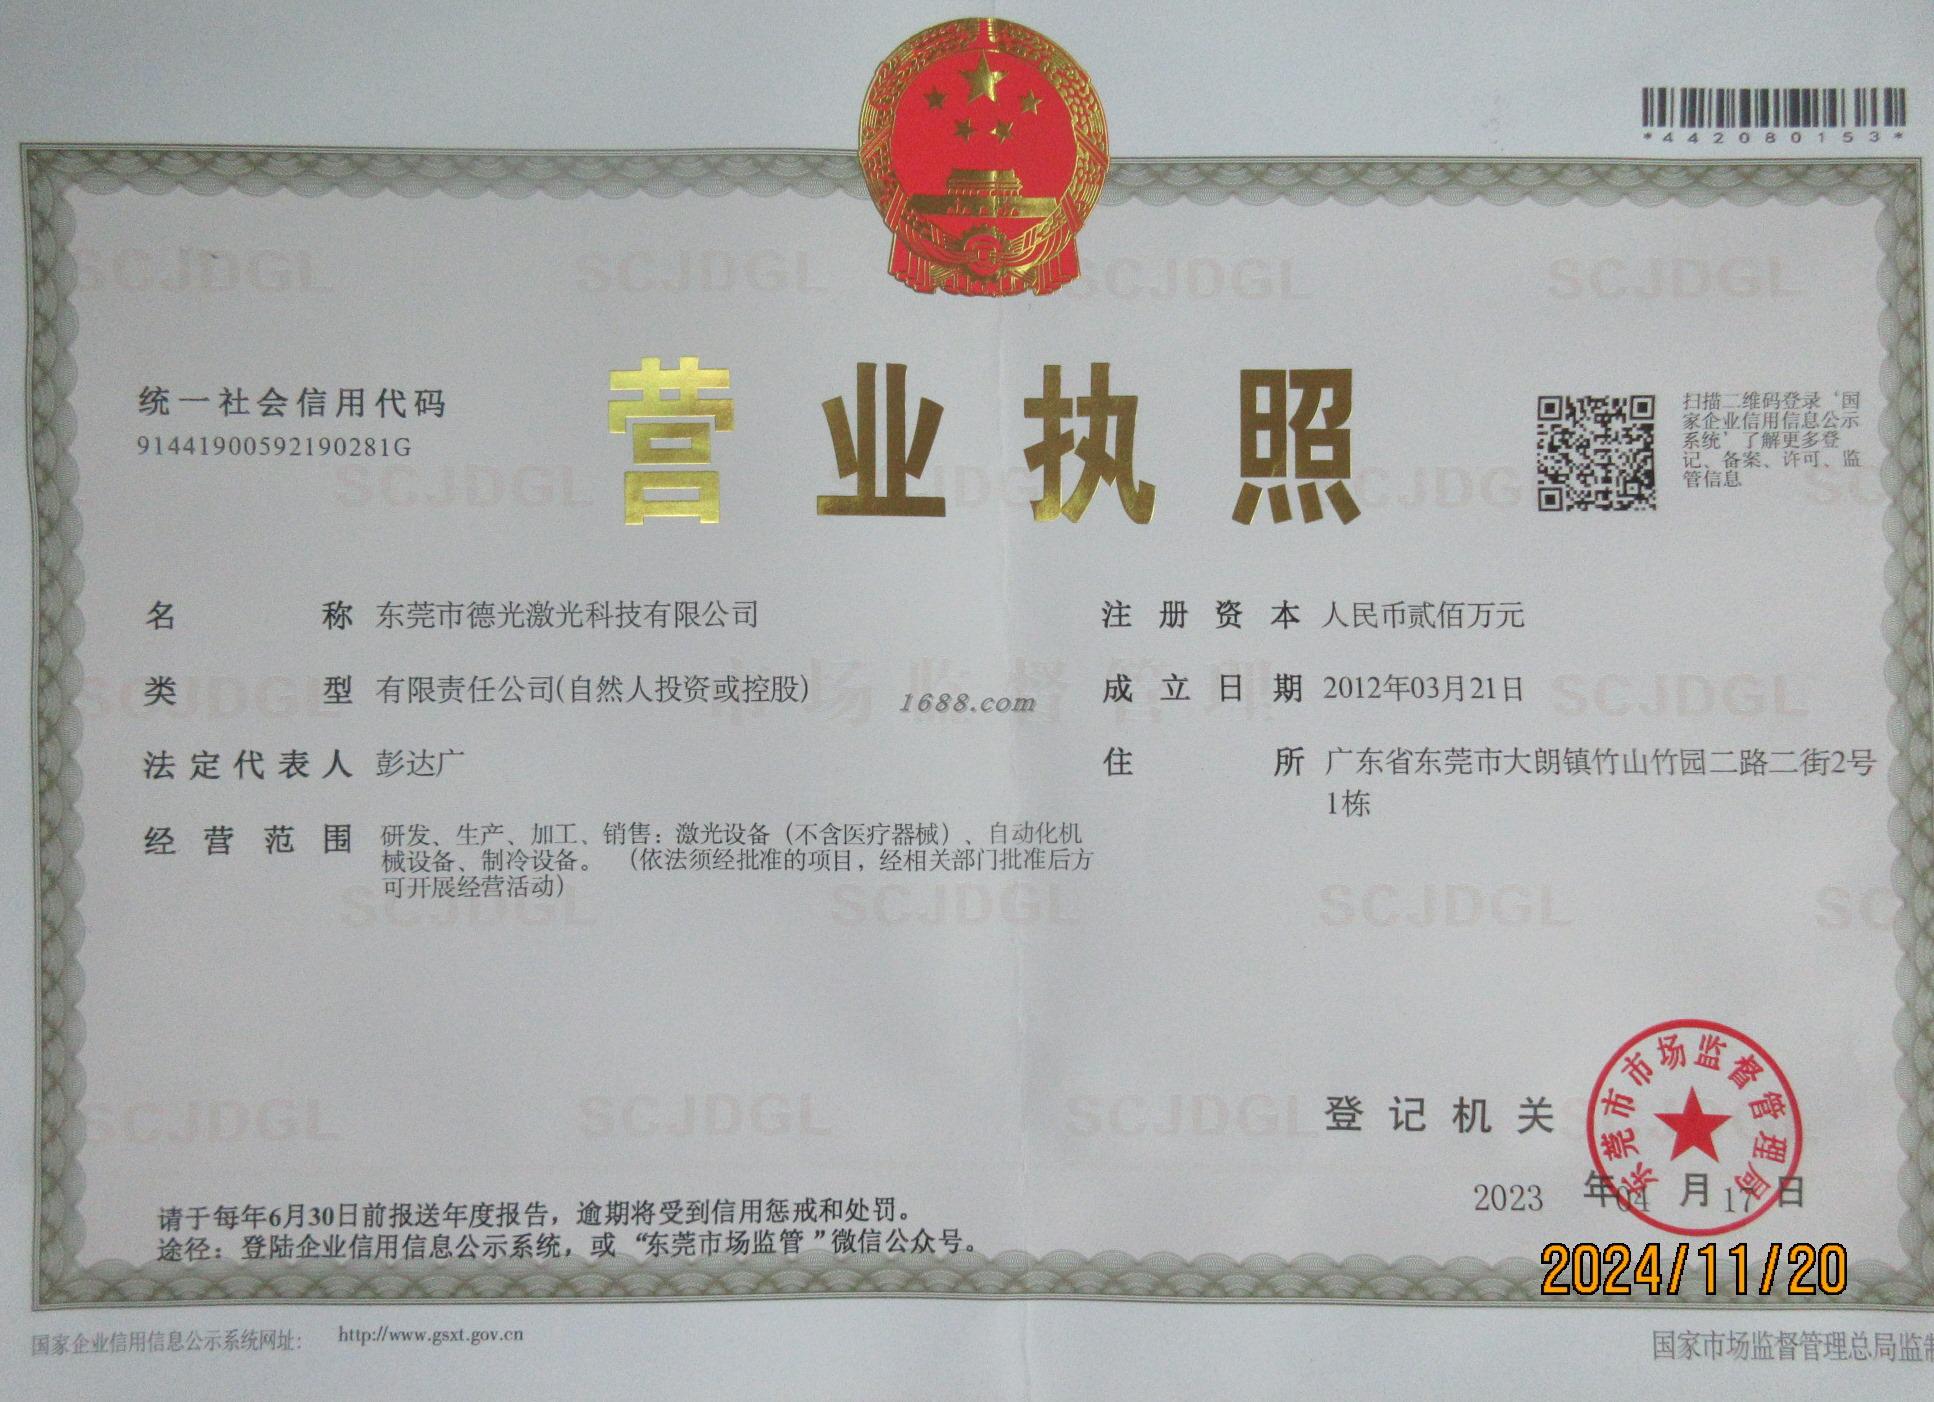 *442080153*
SCJDGL SCJDGL SCJDGL SCJDGL
营业执照
统一社会信用代码
91441900592190281G
扫描二维码登录‘国
家企业信用信息公示
系统’了解更多登
记、备案、许可、监
管信息
名称 东莞市德光激光科技有限公司
类型 有限责任公司(自然人投资或控股)
法定代表人 彭达广
经营范围 研发、生产、加工、销售：激光设备（不含医疗器械）、自动化机
械设备、制冷设备。（依法须经批准的项目，经相关部门批准后方
可开展经营活动）
注册资本 人民币贰佰万元
成立日期 2012年03月21日
住所 广东省东莞市大朗镇竹山竹园二路二街2号
1栋
市场监督管理
1688.com
登记机关
东莞市市场监督管理局
2023年04月17日
请于每年6月30日前报送年度报告，逾期将受到信用惩戒和处罚。
途径：登陆企业信用信息公示系统，或“东莞市场监管”微信公众号。
2024/11/20
国家企业信用信息公示系统网址： http://www.gsxt.gov.cn
国家市场监督管理总局监制